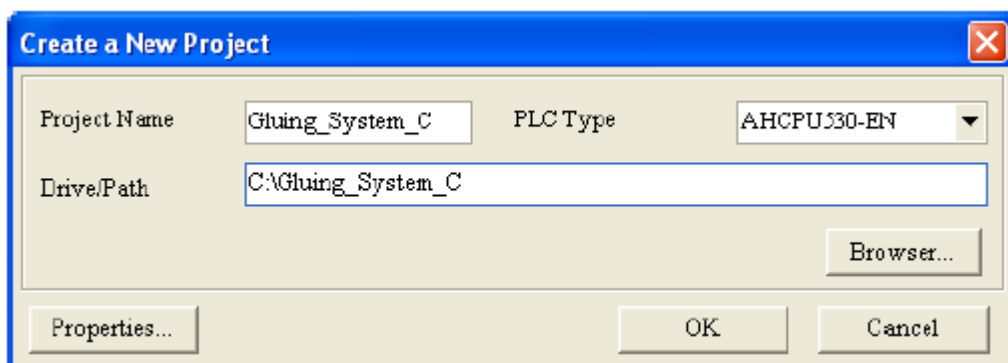 Create a New Project
Project Name
Gluing_System_C
PLC Type
AHCPU530-EN
Drive/Path
C:\Gluing_System_C
Browser...
Properties...
OK
Cancel